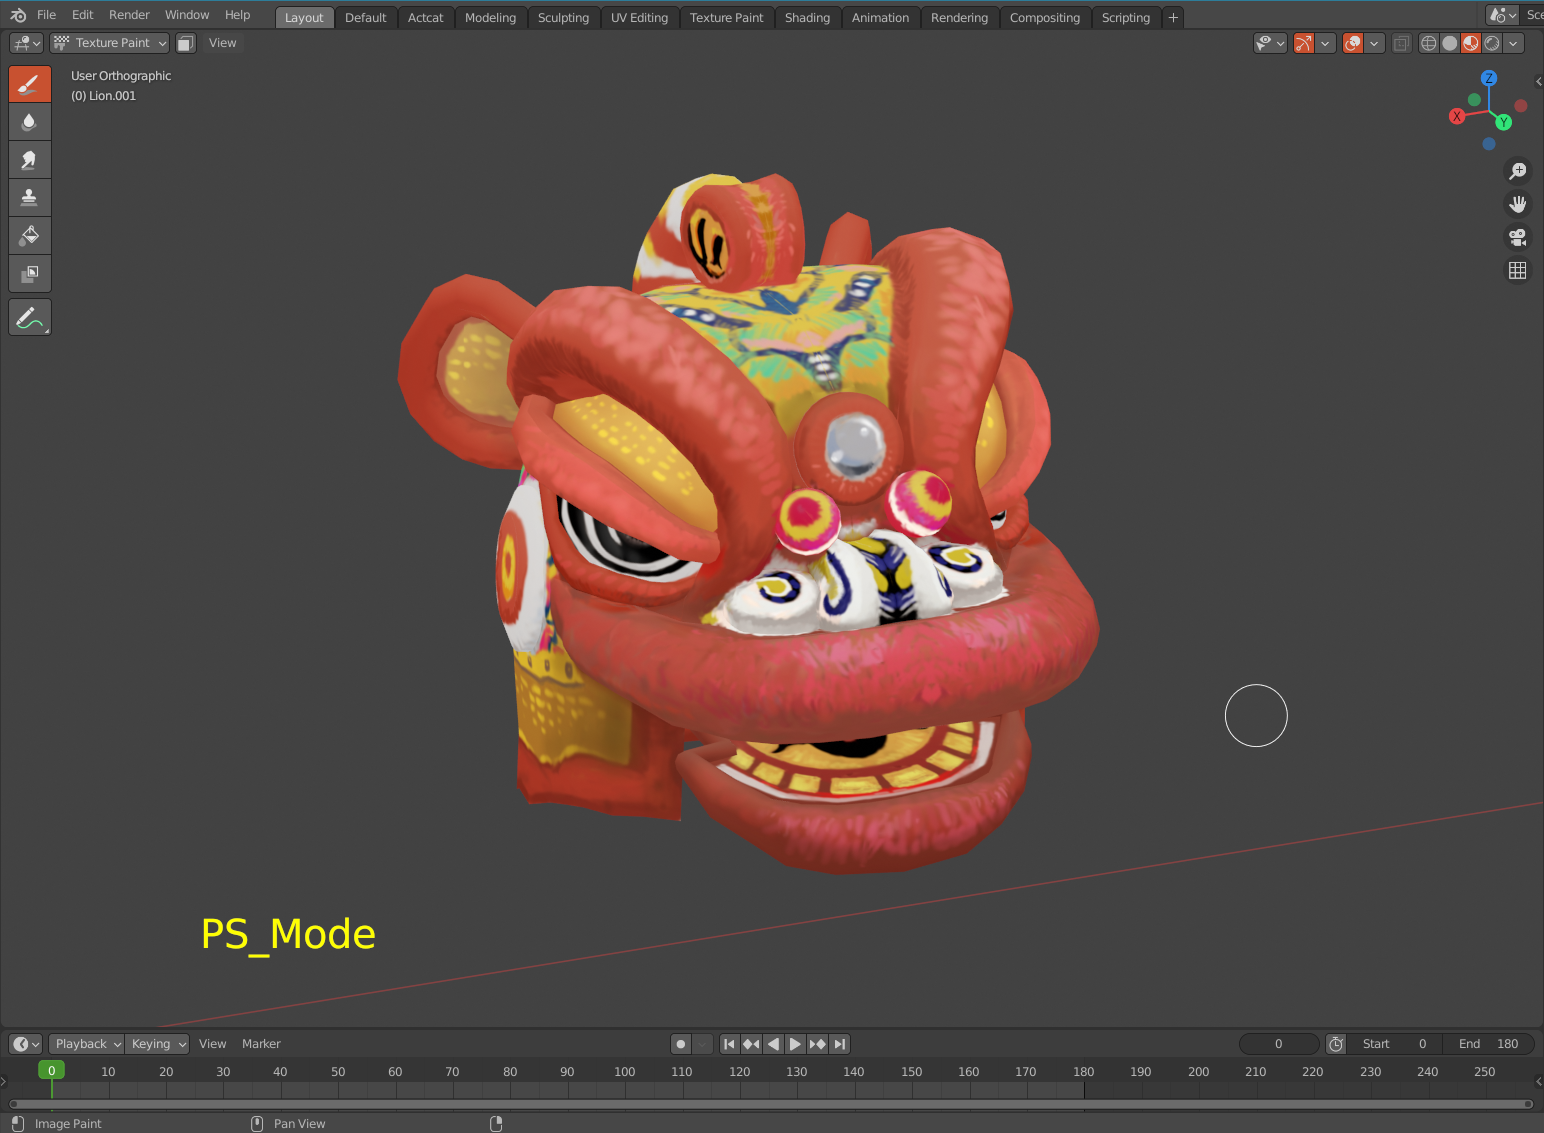 File Edit Render Window Help Layout Default Actcat Modeling Sculpting UV Editing Texture Paint Shading Animation Rendering Compositing Scripting + Sce
Texture Paint View
User Orthographic
(0) Lion.001
Z
X
Y
PS_Mode
Playback Keying View Marker 0 Start 0 End 180
0 10 20 30 40 50 60 70 80 90 100 110 120 130 140 150 160 170 180 190 200 210 220 230 240 250
Image Paint Pan View